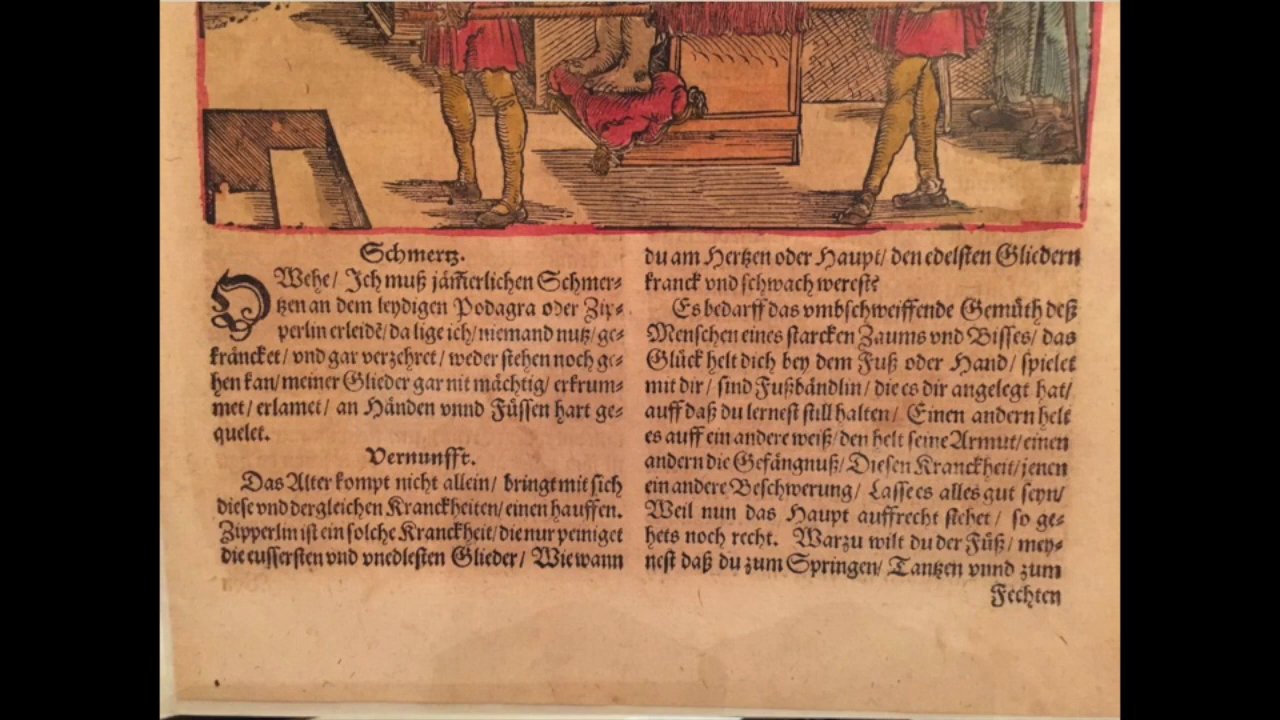 Schmertz.
O Wehe/ Ich muß jäm̃erlichen Schmer-
tzen an dem leydigen Podagra oder Zip-
perlin erleidē/ da lige ich/ niemand nutz/ ge-
kräncket/ vnd gar verzehret/ weder stehen noch ge-
hen kan/ meiner Glieder gar nit mächtig/ erkrum-
met/ erlamet/ an Händen vnnd Füssen hart ge-
quelet.
Vernunfft.
Das Alter kompt nicht allein/ bringt mit sich
diese vnd dergleichen Kranckheiten/ einen hauffen.
Zipperlin ist ein solche Kranckheit/ die nur peiniget
die eussersten vnd vnedlesten Glieder/ Wie wann
du am Hertzen oder Haupt/ den edelsten Gliedern
kranck vnd schwach werest?
Es bedarff das vmbschweiffende Gemüth deß
Menschen eines starcken Zaums vnd Bisses/ das
Glück helt dich bey dem Fuß oder Hand/ spielet
mit dir/ sind Fußbändlin/ die es dir angelegt hat/
auff daß du lernest still halten/ Einen andern helt
es auff ein andere weiß/ den helt seine Armut/ einen
andern die Gefängnuß/ Diesen Kranckheit/ jenen
ein andere Beschwerung/ Lasse es alles gut seyn/
Weil nun das Haupt auffrecht stehet/ so ge-
hets noch recht. Warzu wilt du der Füß/ mey-
nest daß du zum Springen/ Tantzen vnnd zum
Fechten